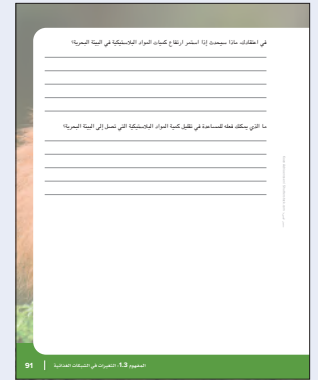 في اعتقادك، ماذا سيحدث إذا استمر ارتفاع كميات المواد البلاستيكية في البيئة البحرية؟
ما الذي يمكنك فعله للمساعدة في تقليل كمية المواد البلاستيكية التي تصل إلى البيئة البحرية؟
المفهوم 1.3: التغيرات في الشبكات الغذائية | 91